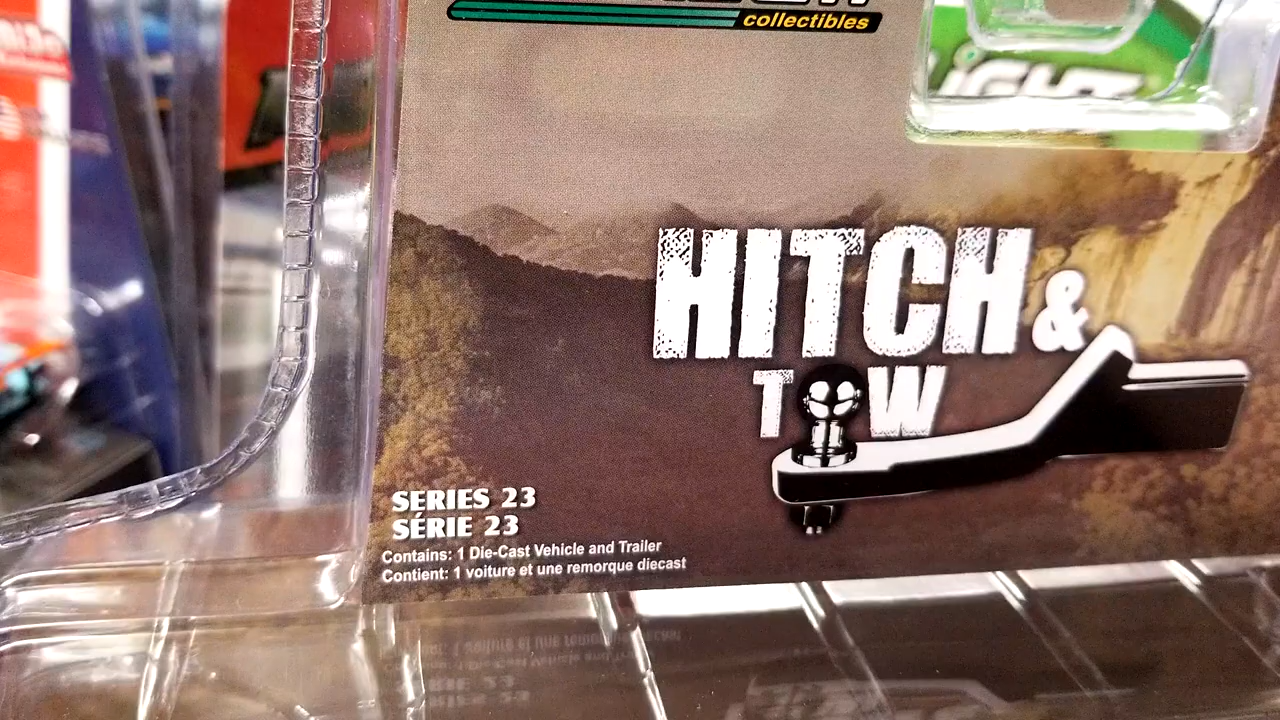 collectibles
LIGHT
HITCH &
TOW
SERIES 23
SÉRIE 23
Contains: 1 Die-Cast Vehicle and Trailer
Contient: 1 voiture et une remorque diecast